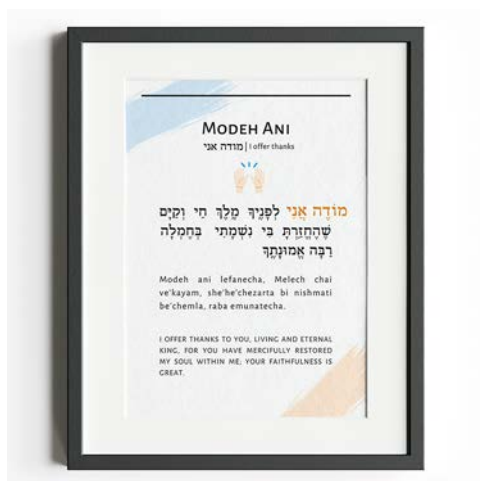 MODEH ANI
מודה אני | I offer thanks
מוֹדֶה אֲנִי לְפָנֶיךָ מֶלֶךְ חַי וְקַיָּם
שֶׁהֶחֱזַרְתָּ בִּי נִשְׁמָתִי בְּחֶמְלָה
רַבָּה אֱמוּנָתֶךָ
Modeh ani lefanecha, Melech chai
ve'kayam, she'he'chezarta bi nishmati
be'chemla, raba emunatecha.
I OFFER THANKS TO YOU, LIVING AND ETERNAL
KING, FOR YOU HAVE MERCIFULLY RESTORED
MY SOUL WITHIN ME; YOUR FAITHFULNESS IS
GREAT.